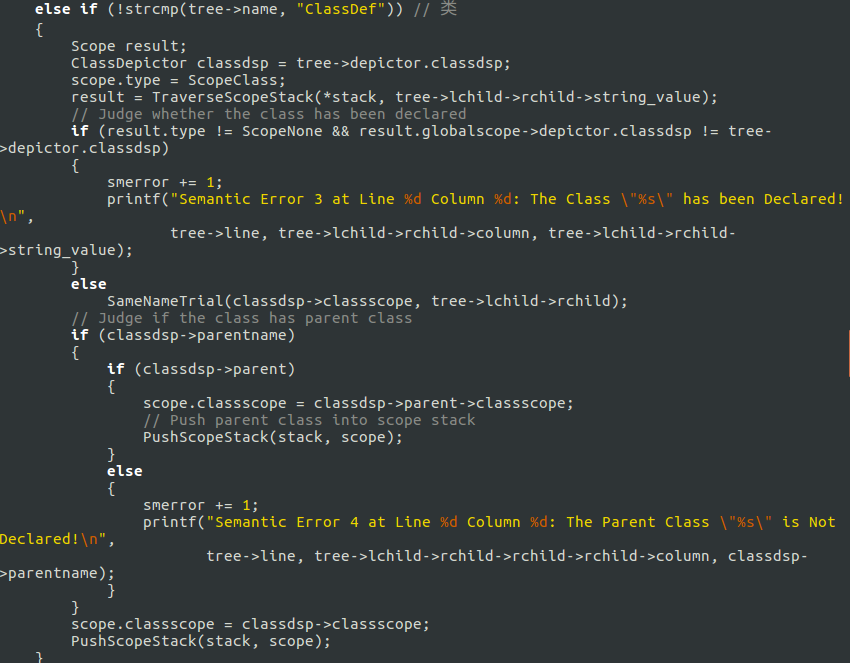 else if (!strcmp(tree->name, "ClassDef")) // 类
{
Scope result;
ClassDepictor classdsp = tree->depictor.classdsp;
scope.type = ScopeClass;
result = TraverseScopeStack(*stack, tree->lchild->rchild->string_value);
// Judge whether the class has been declared
if (result.type != ScopeNone && result.globalscope->depictor.classdsp != tree-
>depictor.classdsp)
{
smerror += 1;
printf("Semantic Error 3 at Line %d Column %d: The Class \"%s\" has been Declared!
\n",
tree->line, tree->lchild->rchild->column, tree->lchild->rchild-
>string_value);
}
else
SameNameTrial(classdsp->classscope, tree->lchild->rchild);
// Judge if the class has parent class
if (classdsp->parentname)
{
if (classdsp->parent)
{
scope.classscope = classdsp->parent->classscope;
// Push parent class into scope stack
PushScopeStack(stack, scope);
}
else
{
smerror += 1;
printf("Semantic Error 4 at Line %d Column %d: The Parent Class \"%s\" is Not
Declared!\n",
tree->line, tree->lchild->rchild->rchild->rchild->column, classdsp-
>parentname);
}
}
scope.classscope = classdsp->classscope;
PushScopeStack(stack, scope);
}